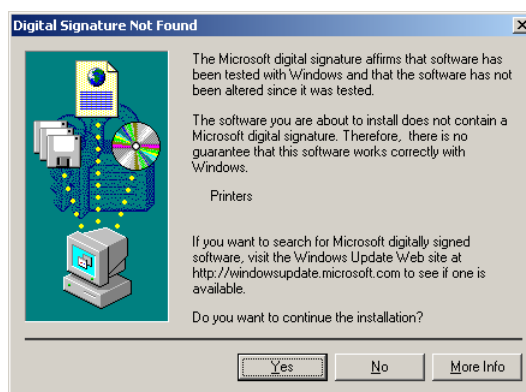 Digital Signature Not Found
The Microsoft digital signature affirms that software has
been tested with Windows and that the software has not
been altered since it was tested.
The software you are about to install does not contain a
Microsoft digital signature. Therefore, there is no
guarantee that this software works correctly with
Windows.
Printers
If you want to search for Microsoft digitally signed
software, visit the Windows Update Web site at
http://windowsupdate.microsoft.com to see if one is
available.
Do you want to continue the installation?
Yes No More Info